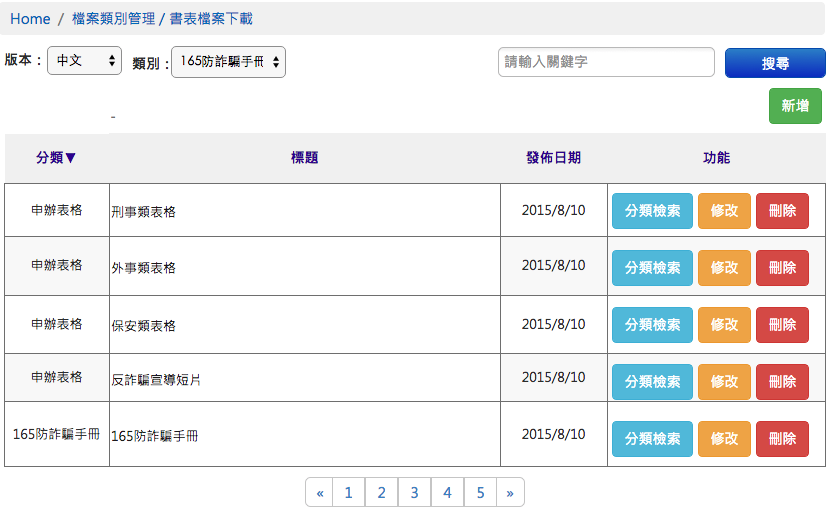 Home / 檔案類別管理 / 書表檔案下載
版本： 中文 類別： 165防詐騙手冊 請輸入關鍵字 搜尋
新增
-
分類▼ 標題 發佈日期 功能
申辦表格 刑事類表格 2015/8/10 分類檢索 修改 刪除
申辦表格 外事類表格 2015/8/10 分類檢索 修改 刪除
申辦表格 保安類表格 2015/8/10 分類檢索 修改 刪除
申辦表格 反詐騙宣導短片 2015/8/10 分類檢索 修改 刪除
165防詐騙手冊 165防詐騙手冊 2015/8/10 分類檢索 修改 刪除
« 1 2 3 4 5 »